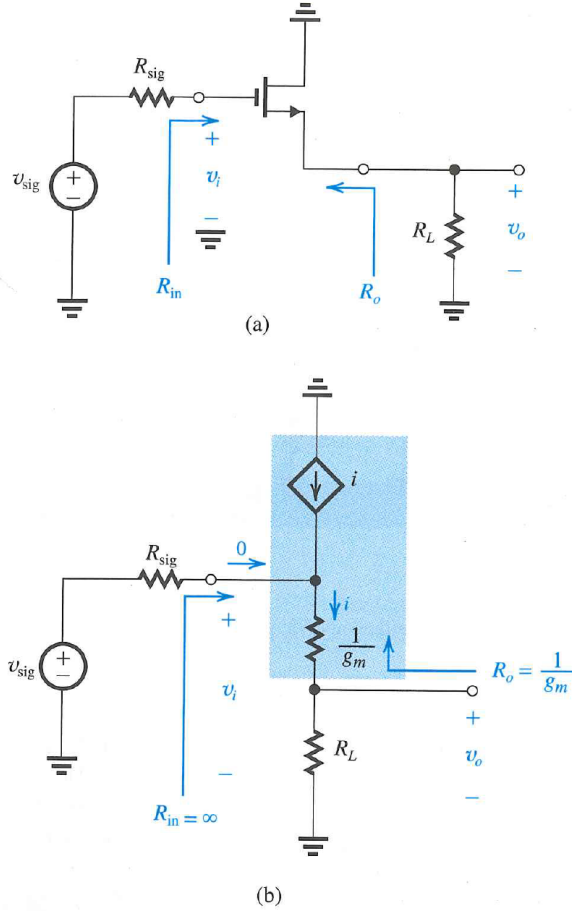 R_sig
v_sig
+
−
+
v_i
−
R_in
R_o
R_L
+
v_o
−
(a)
i
0
R_sig
i
1/g_m
R_o = 1/g_m
v_sig
+
−
+
v_i
−
R_in = ∞
R_L
+
v_o
−
(b)